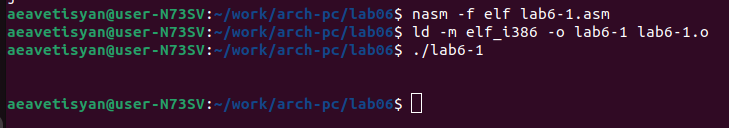 aeavetisyan@user-N73SV:~/work/arch-pc/lab06$ nasm -f elf lab6-1.asm
aeavetisyan@user-N73SV:~/work/arch-pc/lab06$ ld -m elf_i386 -o lab6-1 lab6-1.o
aeavetisyan@user-N73SV:~/work/arch-pc/lab06$ ./lab6-1
aeavetisyan@user-N73SV:~/work/arch-pc/lab06$